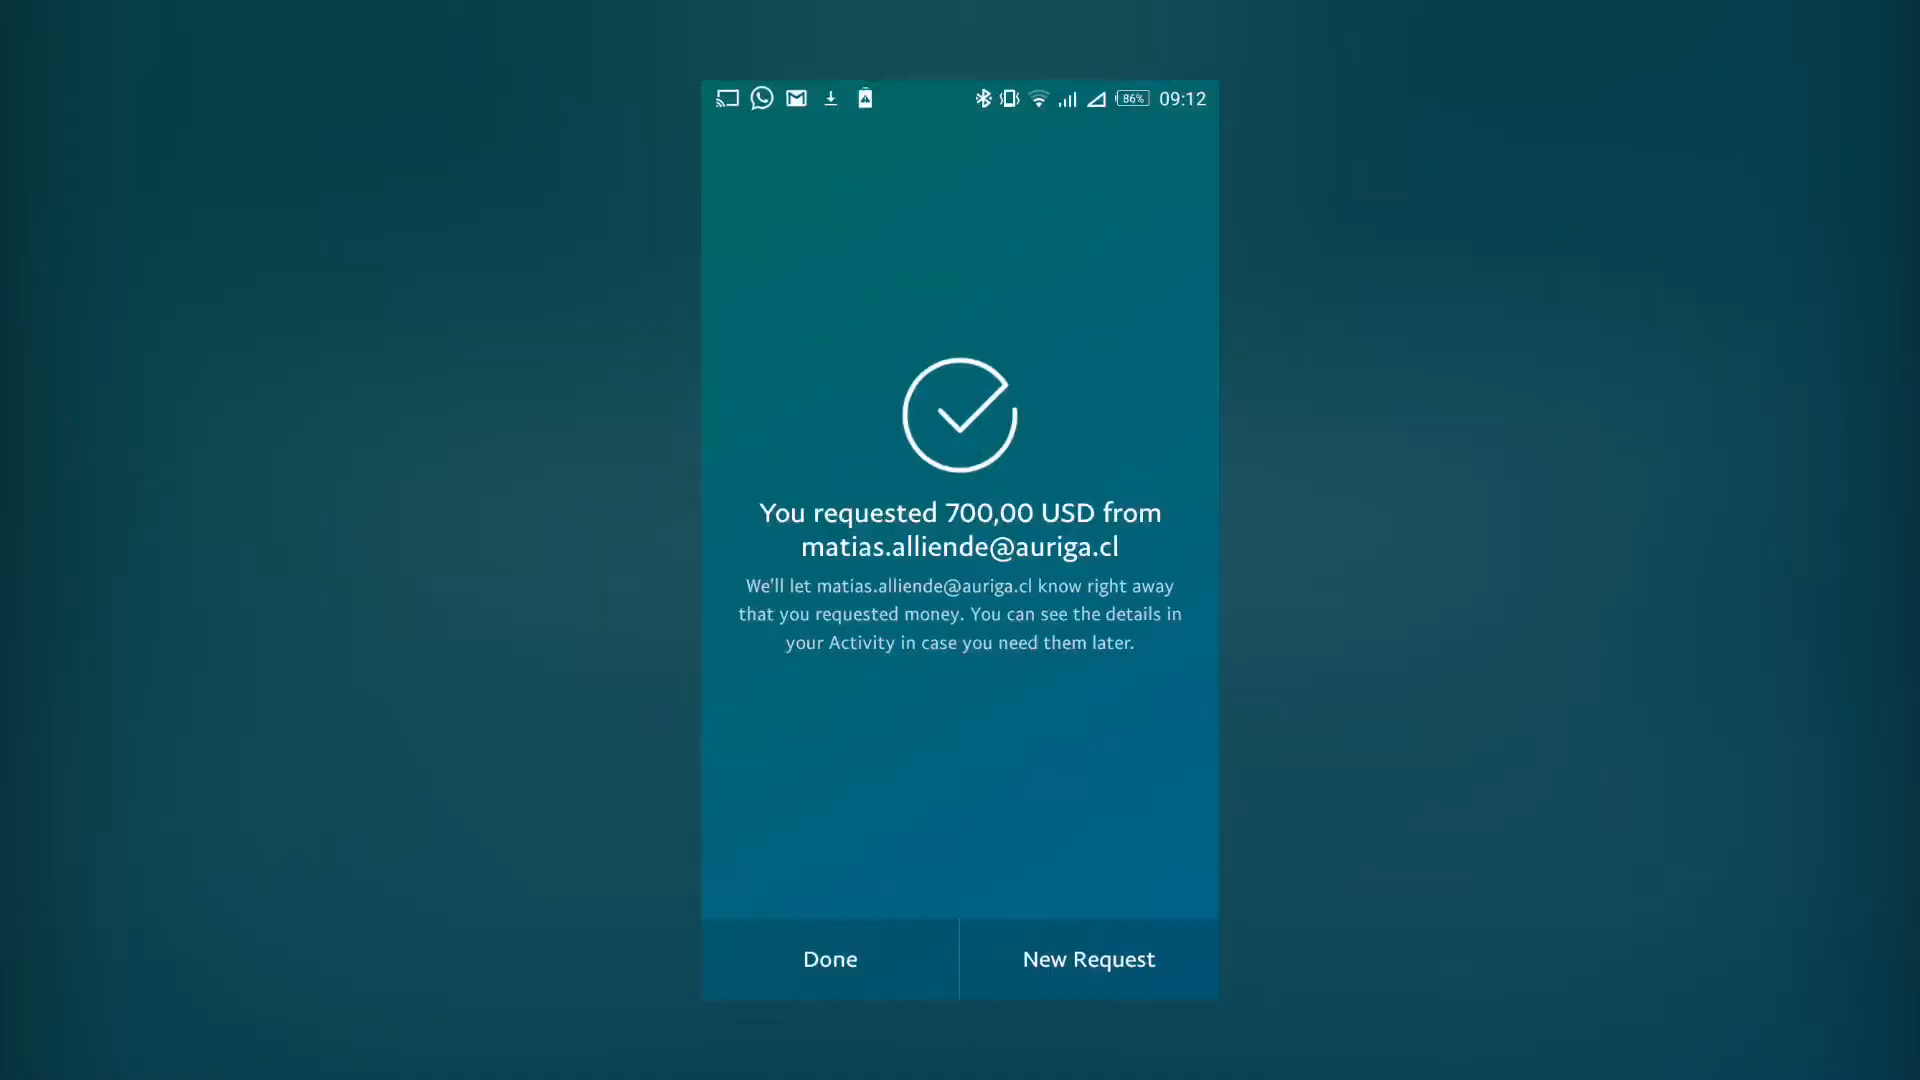 86% 09:12
You requested 700,00 USD from
matias.alliende@auriga.cl
We'll let matias.alliende@auriga.cl know right away
that you requested money. You can see the details in
your Activity in case you need them later.
Done New Request